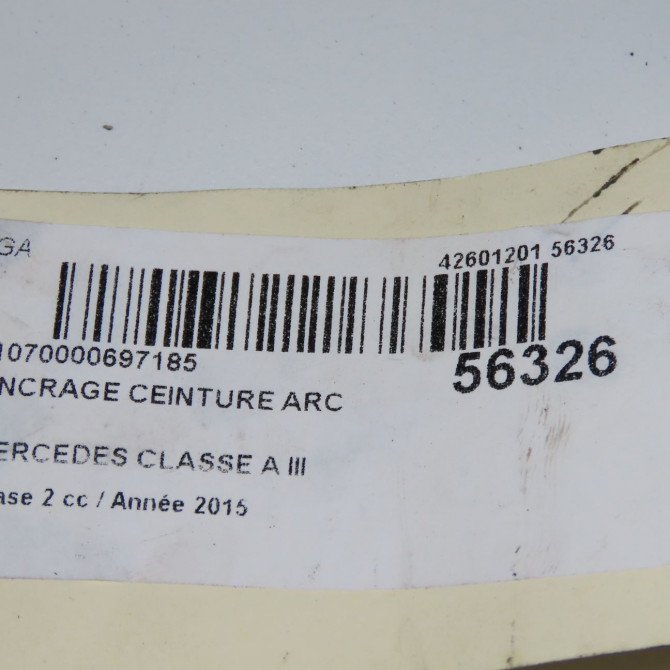 GA
42601201 56326
1070000697185
56326
NCRAGE CEINTURE ARC
ERCEDES CLASSE A III
ase 2 cc / Année 2015